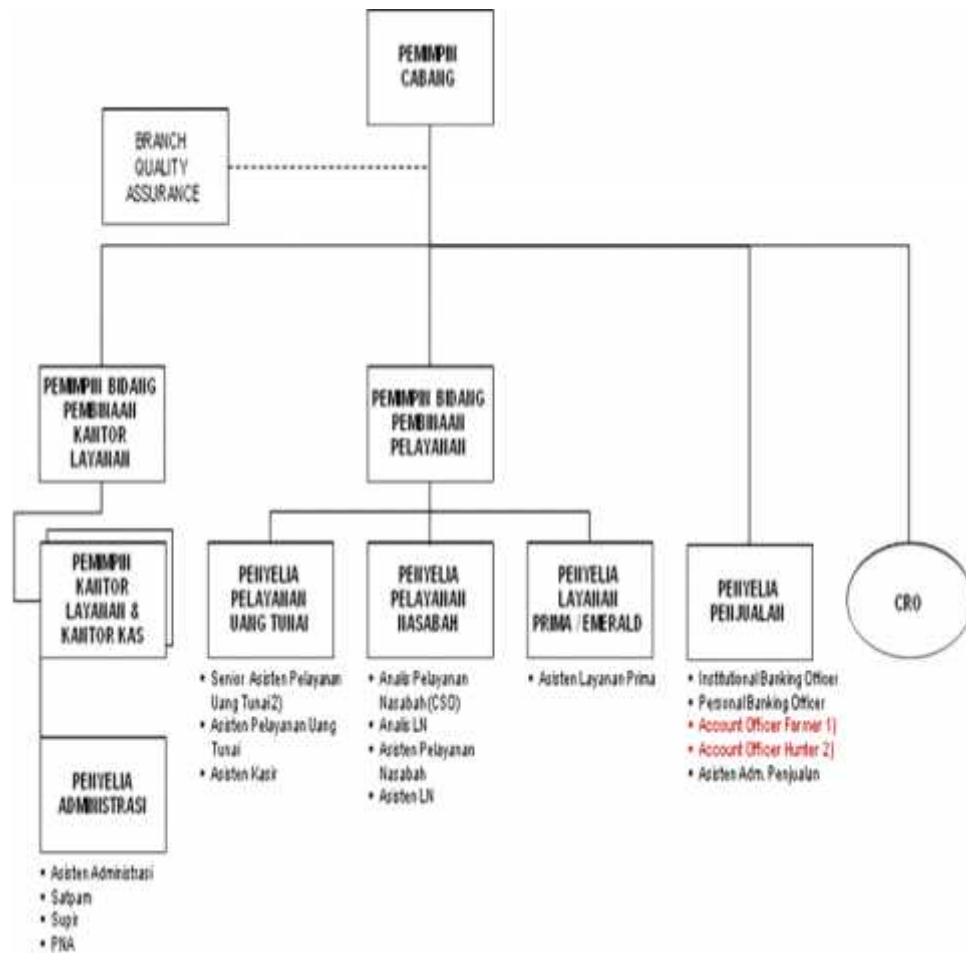 PEMIMPIN
CABANG
BRANCH
QUALITY
ASSURANCE
PEMIMPIN BIDANG
PEMBINAAN
KANTOR
LAYANAN
PEMIMPIN BIDANG
PEMBINAAN
PELAYANAN
PEMIMPIN
KANTOR
LAYANAN &
KANTOR KAS
PENYELIA
PELAYANAN
UANG TUNAI
PENYELIA
PELAYANAN
NASABAH
PENYELIA
LAYANAN
PRIMA / EMERALD
PENYELIA
PENJUALAN
CRO
• Senior Asisten Pelayanan
Uang Tunai 2)
• Asisten Pelayanan Uang
Tunai
• Asisten Kasir
• Analis Pelayanan
Nasabah (CSO)
• Analis LN
• Asisten Pelayanan
Nasabah
• Asisten LN
• Asisten Layanan Prima
• Institutional Banking Officer
• Personal Banking Officer
• Account Officer Farmer 1)
• Account Officer Hunter 2)
• Asisten Adm. Penjualan
PENYELIA
ADMINISTRASI
• Asisten Administrasi
• Satpam
• Supir
• PNA